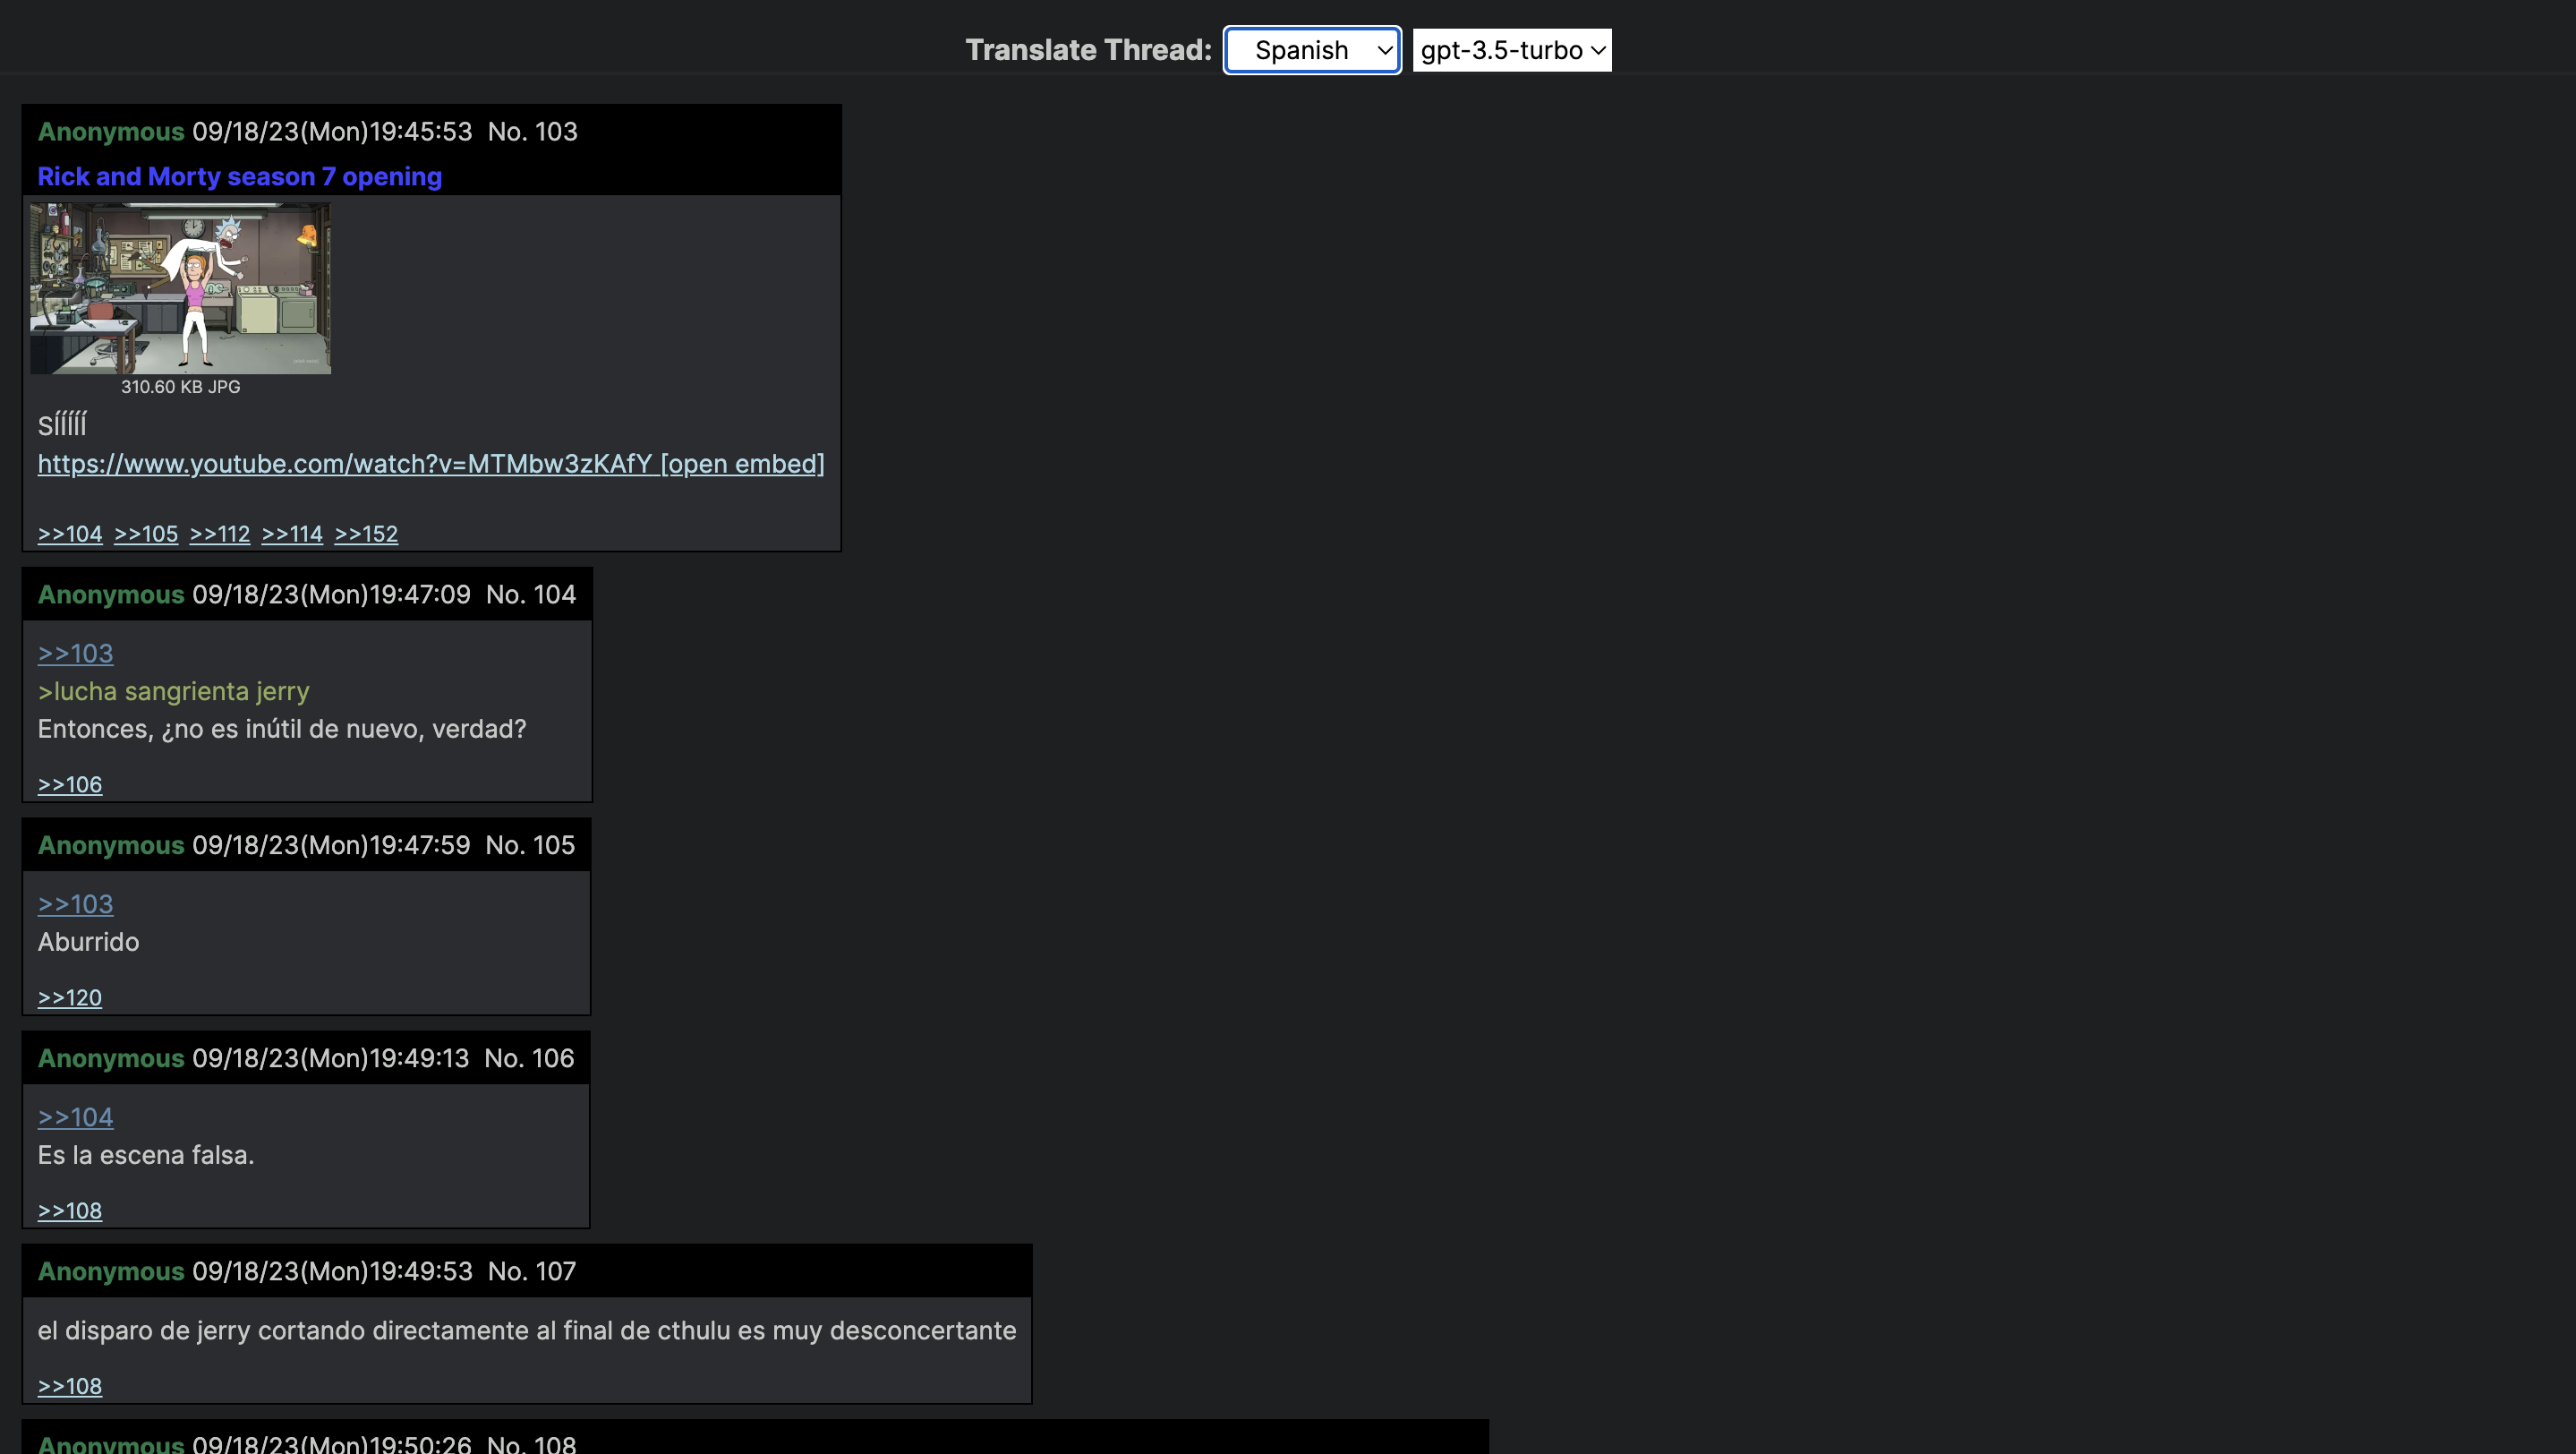 Translate Thread: Spanish gpt-3.5-turbo
Anonymous 09/18/23(Mon)19:45:53 No. 103
Rick and Morty season 7 opening
310.60 KB JPG
Sííííí
https://www.youtube.com/watch?v=MTMbw3zKAfY [open embed]
>>104 >>105 >>112 >>114 >>152
Anonymous 09/18/23(Mon)19:47:09 No. 104
>>103
>lucha sangrienta jerry
Entonces, ¿no es inútil de nuevo, verdad?
>>106
Anonymous 09/18/23(Mon)19:47:59 No. 105
>>103
Aburrido
>>120
Anonymous 09/18/23(Mon)19:49:13 No. 106
>>104
Es la escena falsa.
>>108
Anonymous 09/18/23(Mon)19:49:53 No. 107
el disparo de jerry cortando directamente al final de cthulu es muy desconcertante
>>108
Anonymous 09/18/23(Mon)19:50:26 No. 108